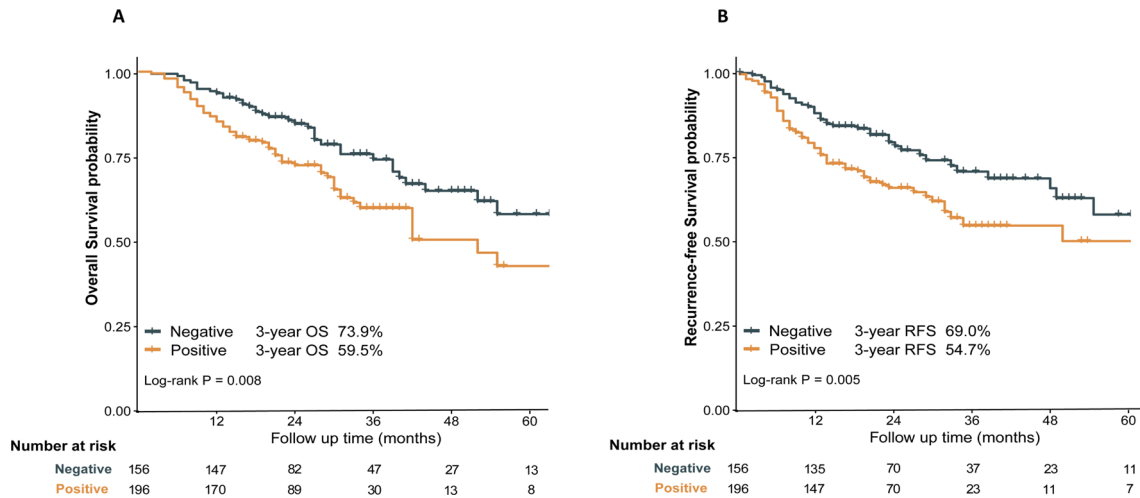 A
Overall Survival probability
1.00
0.75
0.50
0.25
0.00
Negative 3-year OS 73.9%
Positive 3-year OS 59.5%
Log-rank P = 0.008
12 24 36 48 60
Follow up time (months)
Number at risk
Negative 156 147 82 47 27 13
Positive 196 170 89 30 13 8
B
Recurrence-free Survival probability
1.00
0.75
0.50
0.25
0.00
Negative 3-year RFS 69.0%
Positive 3-year RFS 54.7%
Log-rank P = 0.005
12 24 36 48 60
Follow up time (months)
Number at risk
Negative 156 135 70 37 23 11
Positive 196 147 70 23 11 7